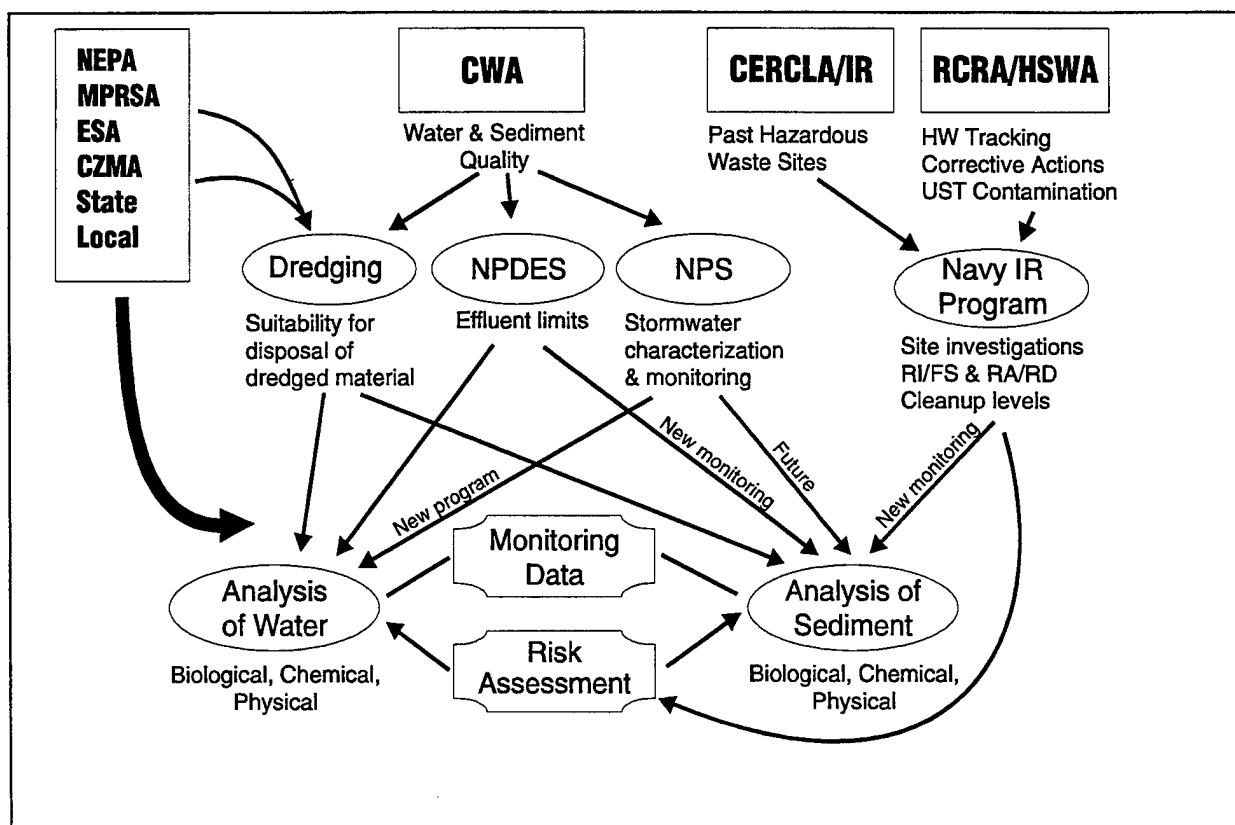 NEPA
MPRSA
ESA
CZMA
State
Local
CWA
Water & Sediment
Quality
CERCLA/IR
Past Hazardous
Waste Sites
RCRA/HSWA
HW Tracking
Corrective Actions
UST Contamination
Dredging
Suitability for
disposal of
dredged material
NPDES
Effluent limits
NPS
Stormwater
characterization
& monitoring
Navy IR
Program
Site investigations
RI/FS & RA/RD
Cleanup levels
New program
New monitoring
Future
New monitoring
Monitoring
Data
Analysis
of Water
Biological, Chemical,
Physical
Risk
Assessment
Analysis of
Sediment
Biological, Chemical,
Physical